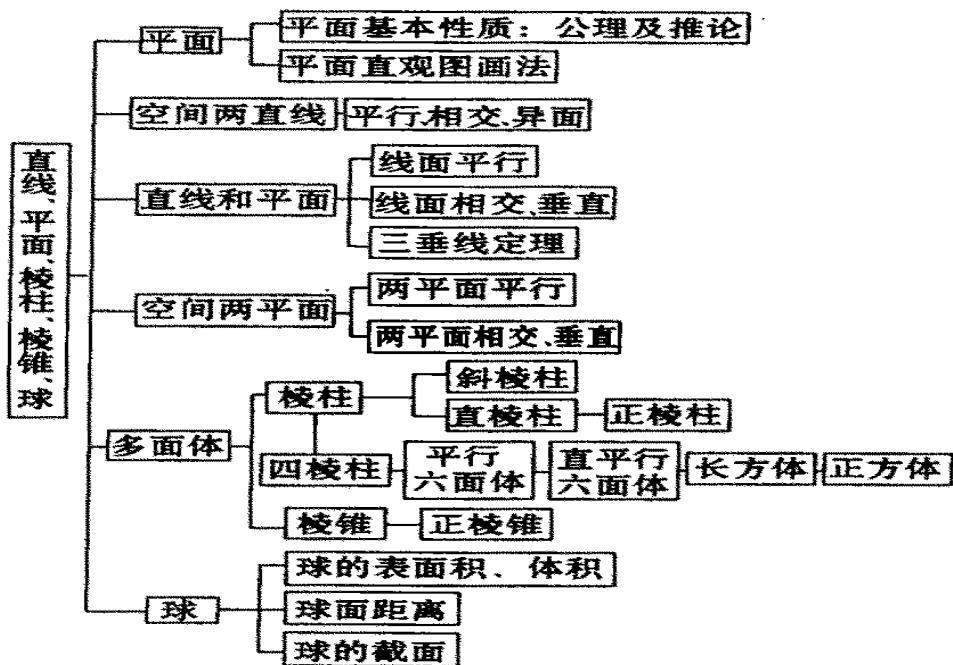 直线、平面、棱柱、棱锥、球
平面
平面基本性质：公理及推论
平面直观图画法
空间两直线
平行、相交、异面
直线和平面
线面平行
线面相交、垂直
三垂线定理
空间两平面
两平面平行
两平面相交、垂直
多面体
棱柱
斜棱柱
直棱柱
正棱柱
四棱柱
平行
六面体
直平行
六面体
长方体
正方体
棱锥
正棱锥
球
球的表面积、体积
球面距离
球的截面